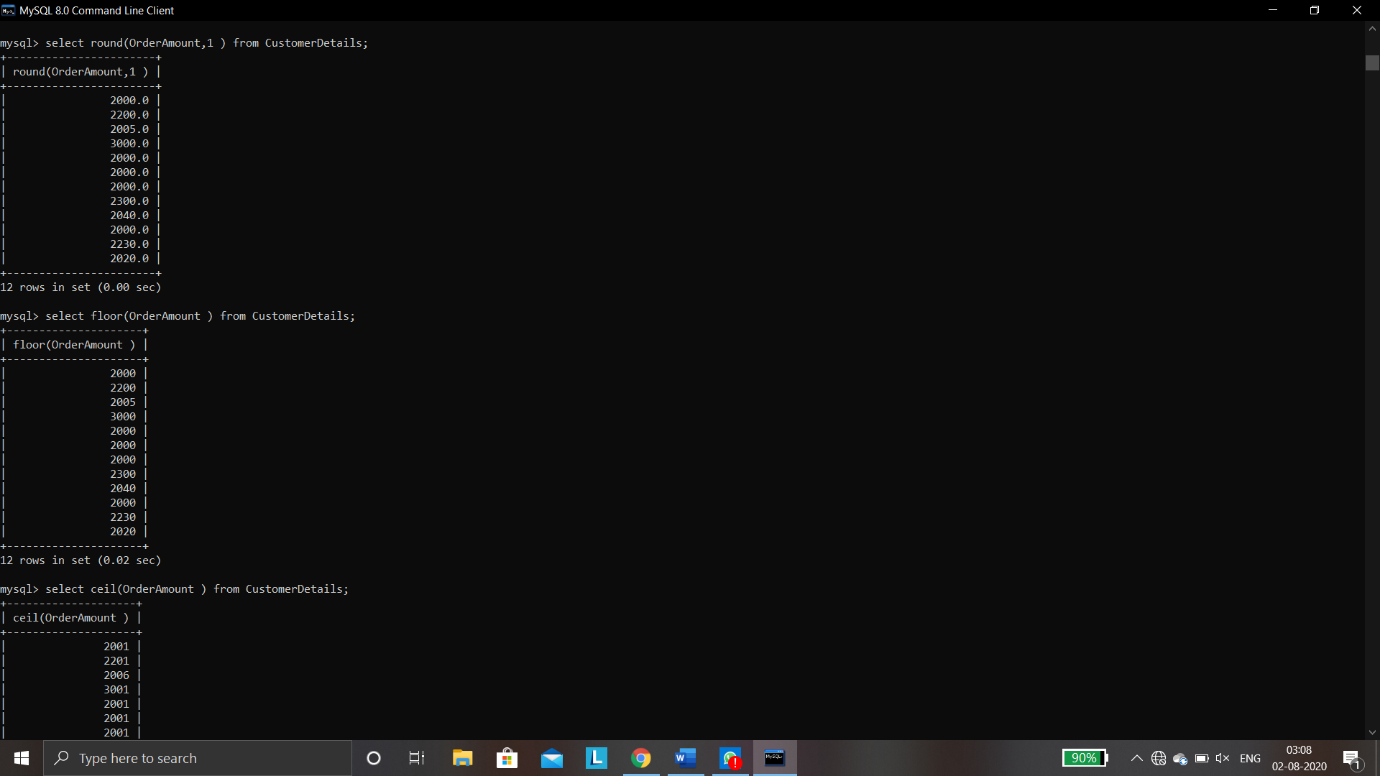 MySQL 8.0 Command Line Client
mysql> select round(OrderAmount,1 ) from CustomerDetails;
+-----------------------+
| round(OrderAmount,1 ) |
+-----------------------+
| 2000.0 |
| 2200.0 |
| 2005.0 |
| 3000.0 |
| 2000.0 |
| 2000.0 |
| 2000.0 |
| 2300.0 |
| 2040.0 |
| 2000.0 |
| 2230.0 |
| 2020.0 |
+-----------------------+
12 rows in set (0.00 sec)
mysql> select floor(OrderAmount ) from CustomerDetails;
+---------------------+
| floor(OrderAmount ) |
+---------------------+
| 2000 |
| 2200 |
| 2005 |
| 3000 |
| 2000 |
| 2000 |
| 2000 |
| 2300 |
| 2040 |
| 2000 |
| 2230 |
| 2020 |
+---------------------+
12 rows in set (0.02 sec)
mysql> select ceil(OrderAmount ) from CustomerDetails;
+--------------------+
| ceil(OrderAmount ) |
+--------------------+
| 2001 |
| 2201 |
| 2006 |
| 3001 |
| 2001 |
| 2001 |
| 2001 |
Type here to search
L
W
90%
ENG
03:08
02-08-2020
1